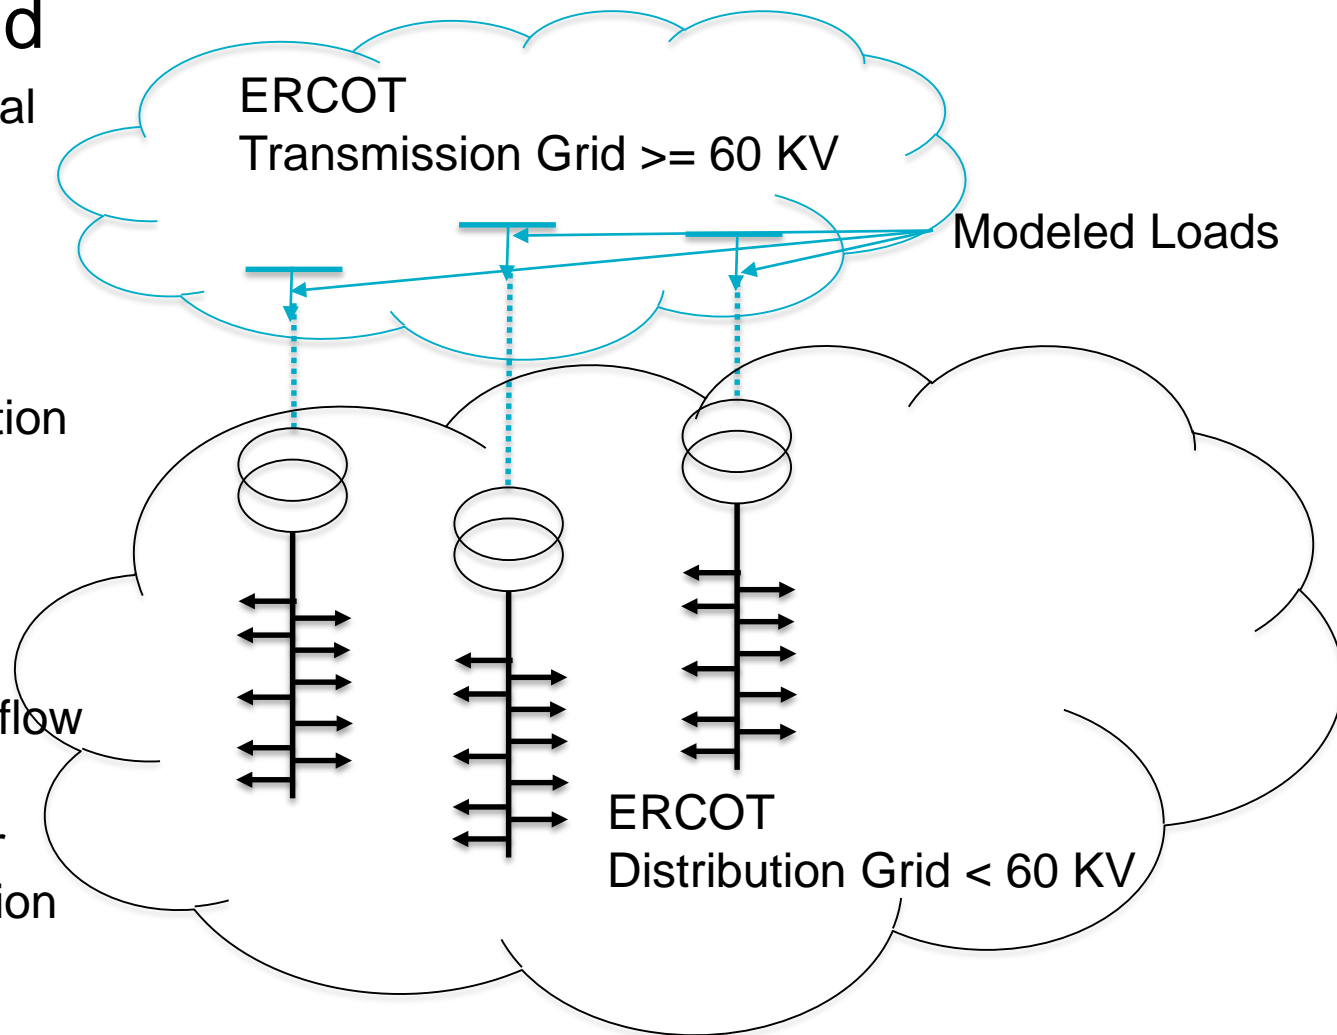 d
al
ERCOT
Transmission Grid >= 60 KV
Modeled Loads
tion
flow
r
ion
ERCOT
Distribution Grid < 60 KV